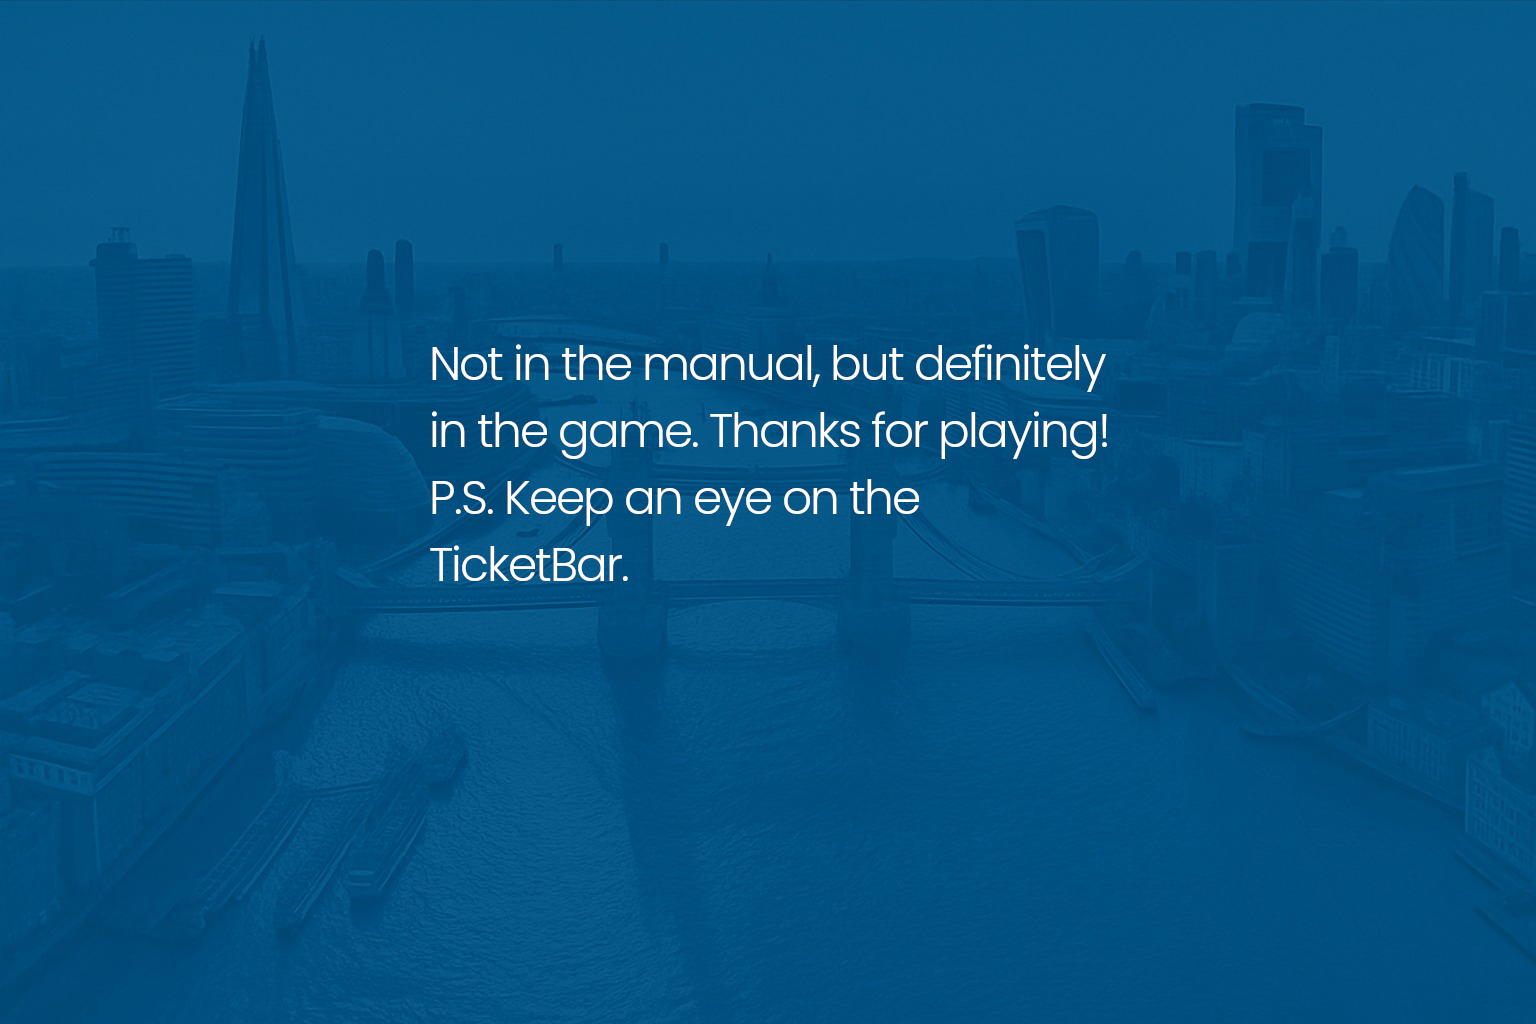 Not in the manual, but definitely
in the game. Thanks for playing!
P.S. Keep an eye on the
TicketBar.